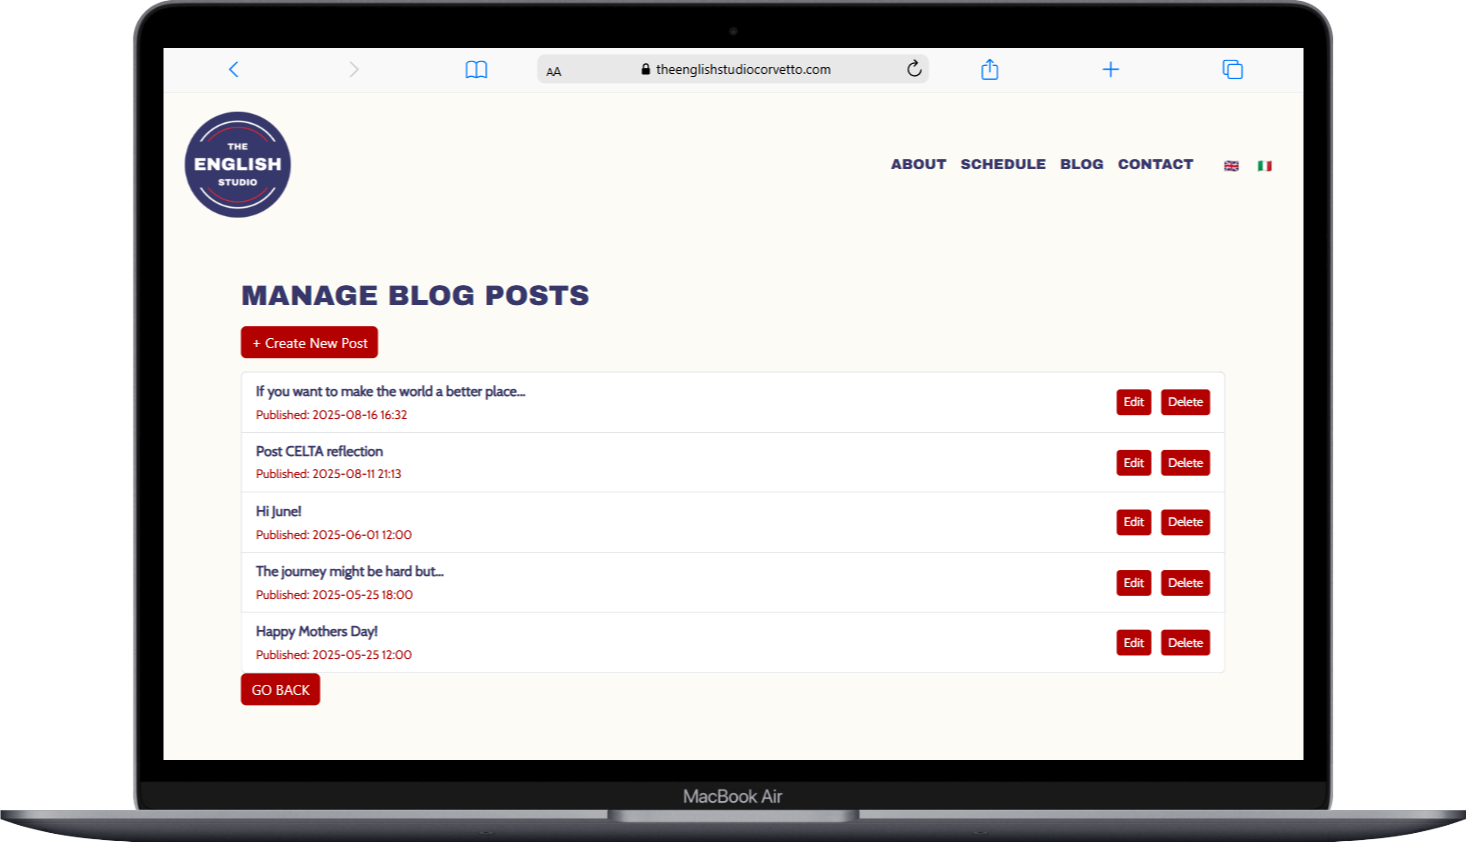 AA
theenglishstudiocorvetto.com
THE
ENGLISH
STUDIO
ABOUT SCHEDULE BLOG CONTACT
MANAGE BLOG POSTS
+ Create New Post
If you want to make the world a better place...
Published: 2025-08-16 16:32
Edit Delete
Post CELTA reflection
Published: 2025-08-11 21:13
Edit Delete
Hi June!
Published: 2025-06-01 12:00
Edit Delete
The journey might be hard but...
Published: 2025-05-25 18:00
Edit Delete
Happy Mothers Day!
Published: 2025-05-25 12:00
Edit Delete
GO BACK
MacBook Air